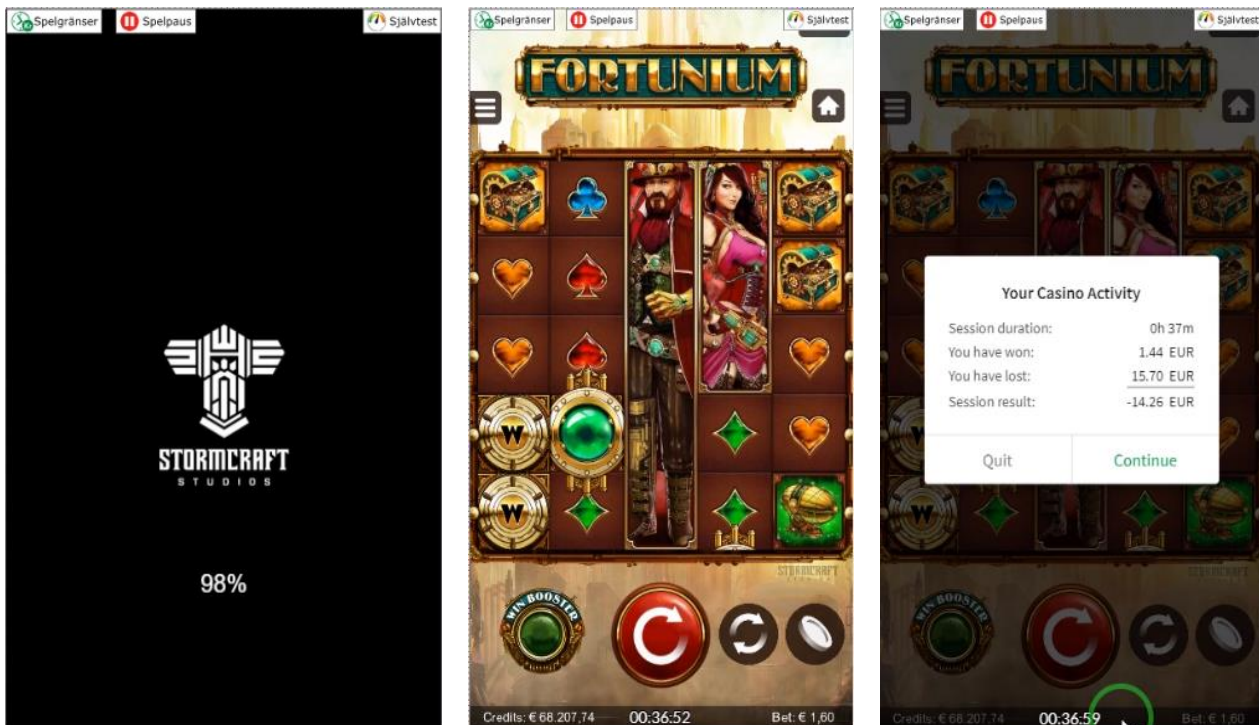 Spelgränser
Spelpaus
Självtest
STORMCRAFT
STUDIOS
98%
Spelgränser
Spelpaus
Självtest
FORTUNIUM
W
W
STORMCRAFT
WIN BOOSTER
Credits: € 68.207,74
00:36:52
Bet: € 1,60
Spelgränser
Spelpaus
Självtest
FORTUNIUM
Your Casino Activity
Session duration: 0h 37m
You have won: 1.44 EUR
You have lost: 15.70 EUR
Session result: -14.26 EUR
Quit
Continue
W
W
STORMCRAFT
WIN BOOSTER
Credits: € 68.207,74
00:36:59
Bet: € 1,60